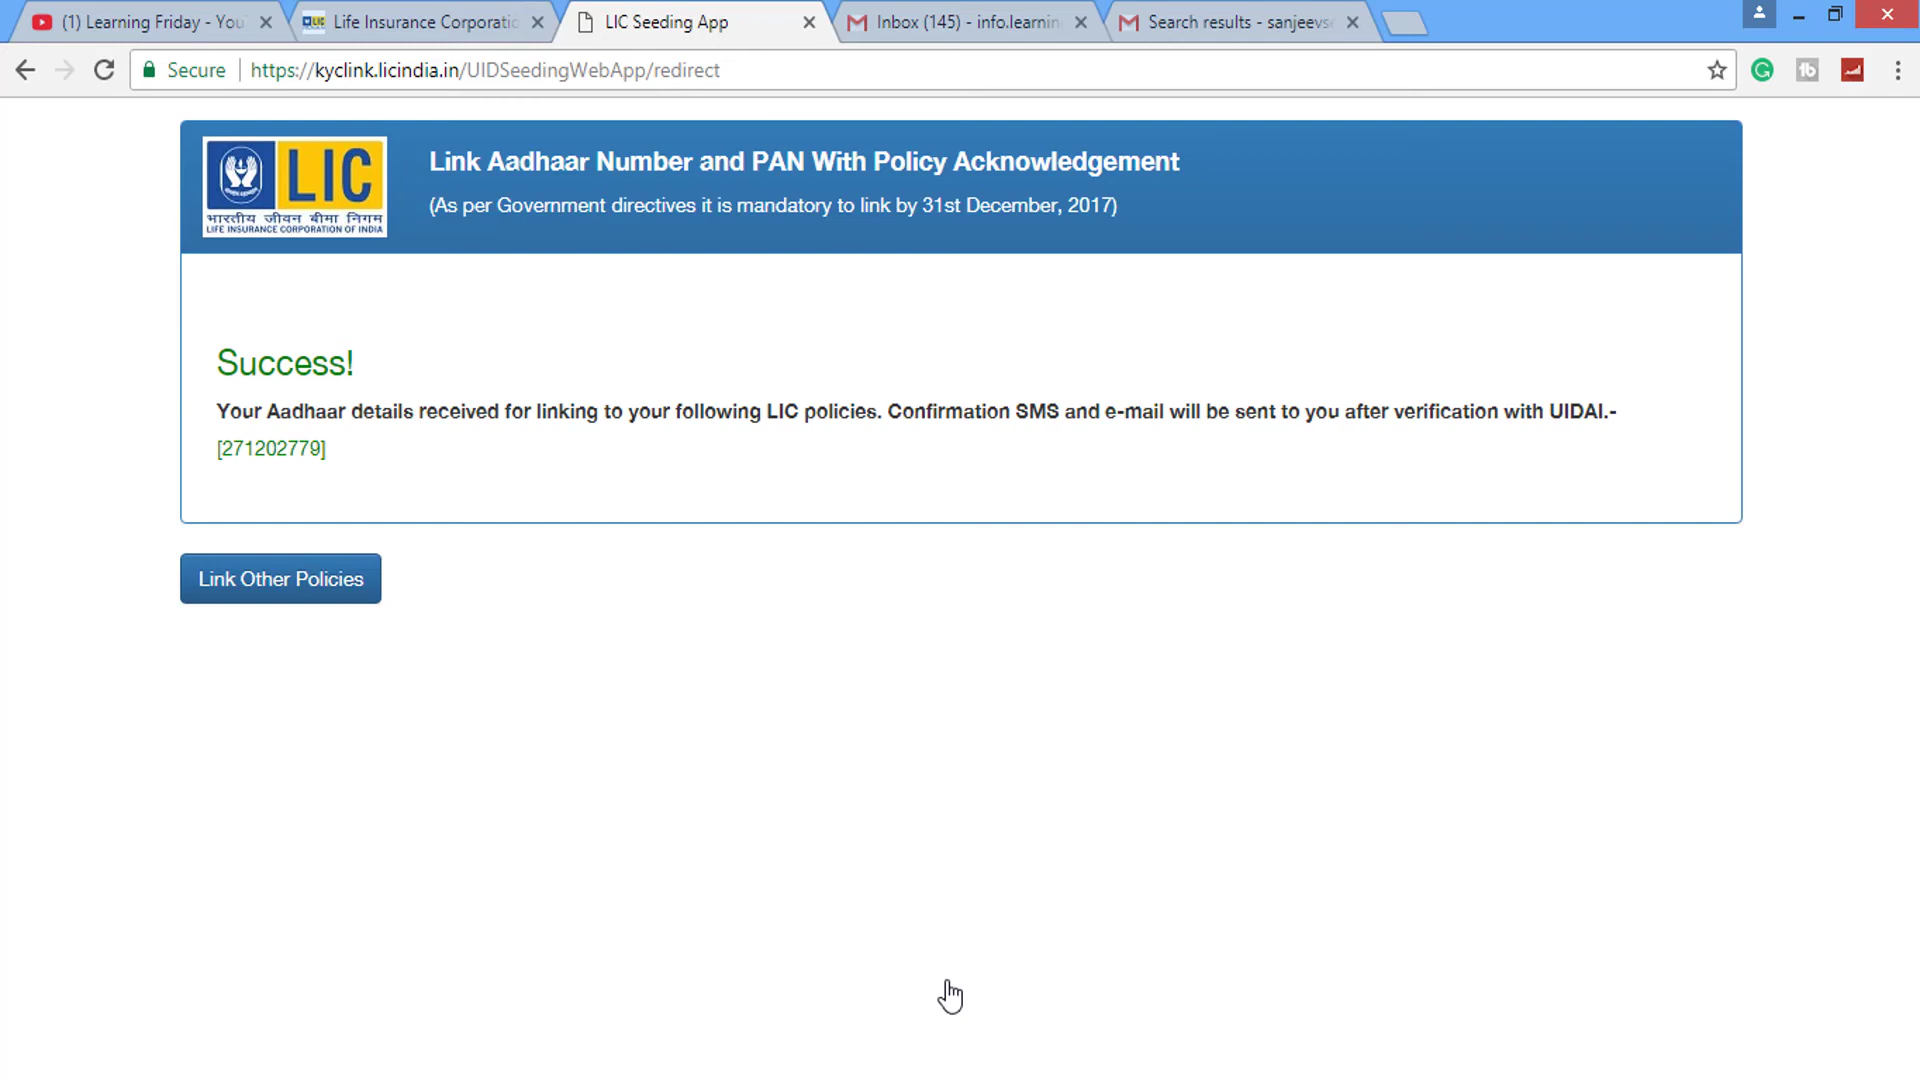 (1) Learning Friday - You
Life Insurance Corporatic
LIC Seeding App
Inbox (145) - info.learnin
Search results - sanjeevse
Secure
https://kyclink.licindia.in/UIDSeedingWebApp/redirect
LIC
भारतीय जीवन बीमा निगम
LIFE INSURANCE CORPORATION OF INDIA
Link Aadhaar Number and PAN With Policy Acknowledgement
(As per Government directives it is mandatory to link by 31st December, 2017)
Success!
Your Aadhaar details received for linking to your following LIC policies. Confirmation SMS and e-mail will be sent to you after verification with UIDAI.-
[271202779]
Link Other Policies